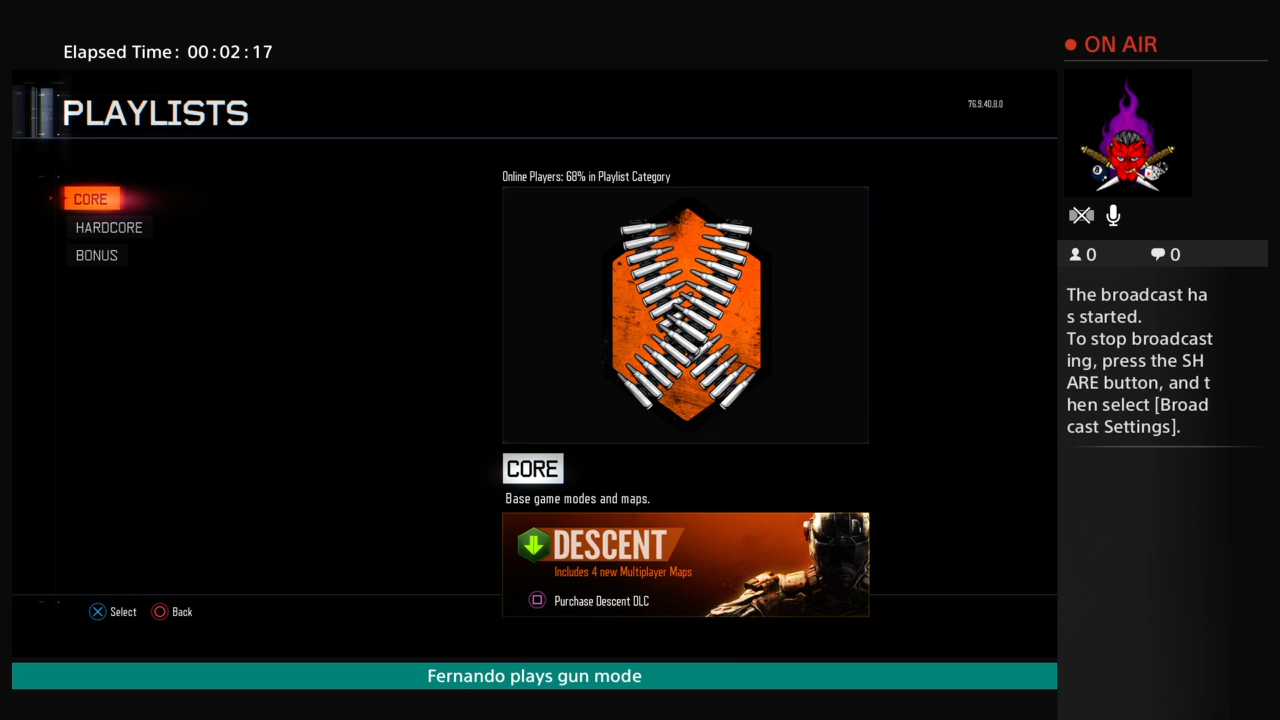 Elapsed Time: 00:02:17
ON AIR
PLAYLISTS
76.9.40.8.0
Online Players: 68% in Playlist Category
CORE
HARDCORE
BONUS
0
0
The broadcast ha
s started.
To stop broadcast
ing, press the SH
ARE button, and t
hen select [Broad
cast Settings].
CORE
Base game modes and maps.
DESCENT
Includes 4 new Multiplayer Maps
Purchase Descent DLC
Select
Back
Fernando plays gun mode